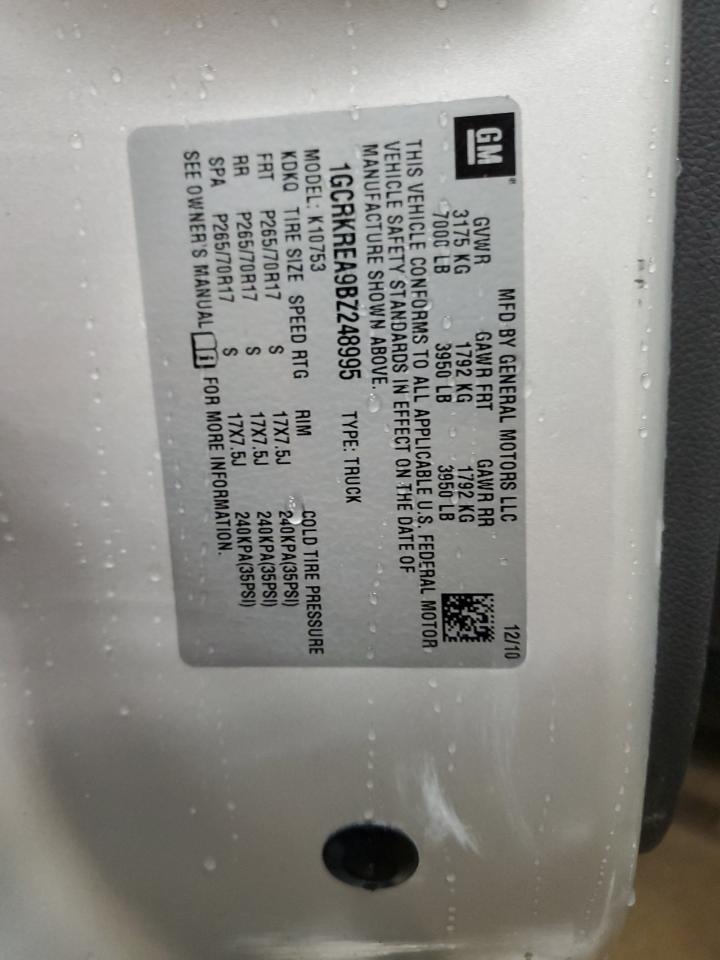 GM
MFD BY GENERAL MOTORS LLC 12/10
GVWR GAWR FRT GAWR RR
3175 KG 1792 KG 1792 KG
7000 LB 3950 LB 3950 LB
THIS VEHICLE CONFORMS TO ALL APPLICABLE U.S. FEDERAL MOTOR
VEHICLE SAFETY STANDARDS IN EFFECT ON THE DATE OF
MANUFACTURE SHOWN ABOVE.
1GCRKREA9BZ248995 TYPE: TRUCK
MODEL: K10753
KDKQ TIRE SIZE SPEED RTG RIM COLD TIRE PRESSURE
FRT P265/70R17 S 17X7.5J 240KPA(35PSI)
RR P265/70R17 S 17X7.5J 240KPA(35PSI)
SPA P265/70R17 S 17X7.5J 240KPA(35PSI)
SEE OWNER'S MANUAL i FOR MORE INFORMATION.